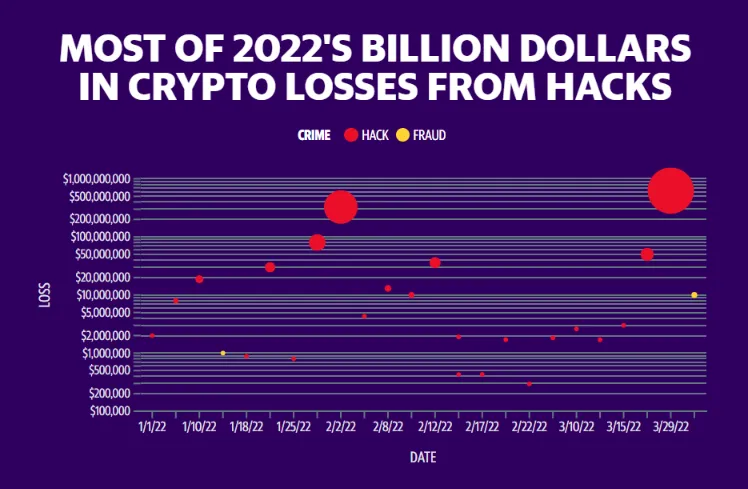 MOST OF 2022'S BILLION DOLLARS
IN CRYPTO LOSSES FROM HACKS
CRIME HACK FRAUD
$1,000,000,000
$500,000,000
$200,000,000
$100,000,000
$50,000,000
$20,000,000
$10,000,000
$5,000,000
$2,000,000
$1,000,000
$500,000
$200,000
$100,000
LOSS
1/1/22 1/10/22 1/18/22 1/25/22 2/2/22 2/8/22 2/12/22 2/17/22 2/22/22 3/10/22 3/15/22 3/29/22
DATE